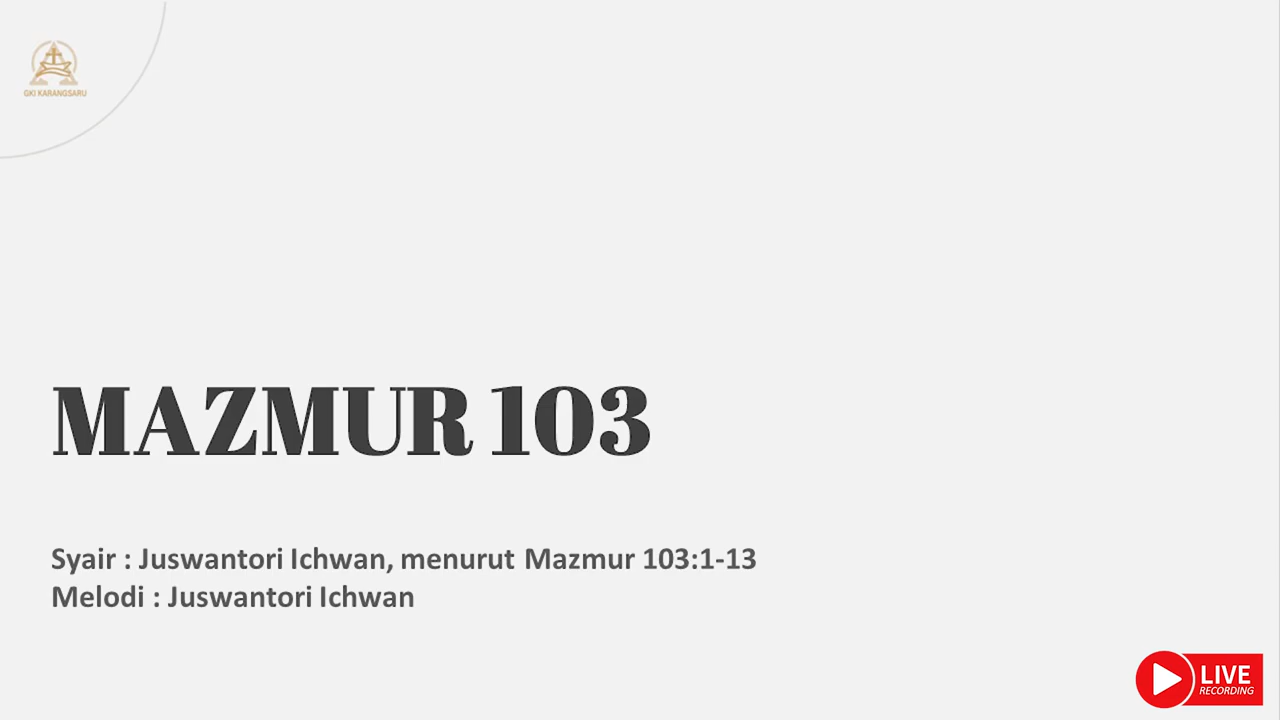 GKI KARANGSARU
MAZMUR 103
Syair : Juswantori Ichwan, menurut Mazmur 103:1-13
Melodi : Juswantori Ichwan
LIVE
RECORDING